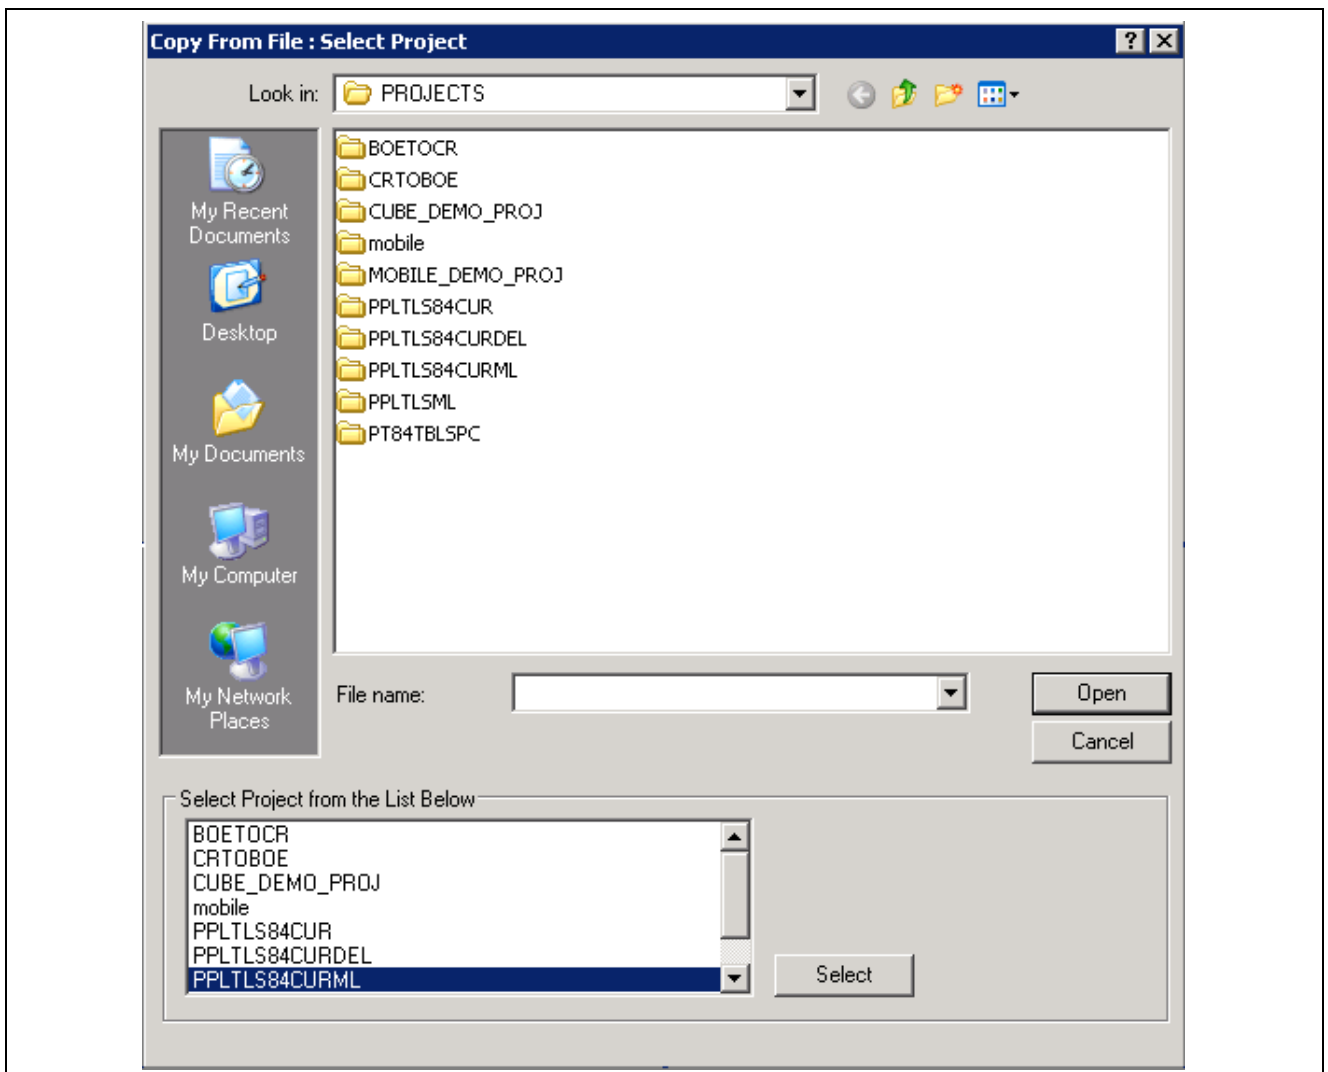 Copy From File : Select Project
Look in: PROJECTS
My Recent
Documents
Desktop
My Documents
My Computer
My Network
Places
BOETOCR
CRTOBOE
CUBE_DEMO_PROJ
mobile
MOBILE_DEMO_PROJ
PPLTLS84CUR
PPLTLS84CURDEL
PPLTLS84CURML
PPLTLSML
PT84TBLSPC
File name:
Open
Cancel
Select Project from the List Below
BOETOCR
CRTOBOE
CUBE_DEMO_PROJ
mobile
PPLTLS84CUR
PPLTLS84CURDEL
PPLTLS84CURML
Select